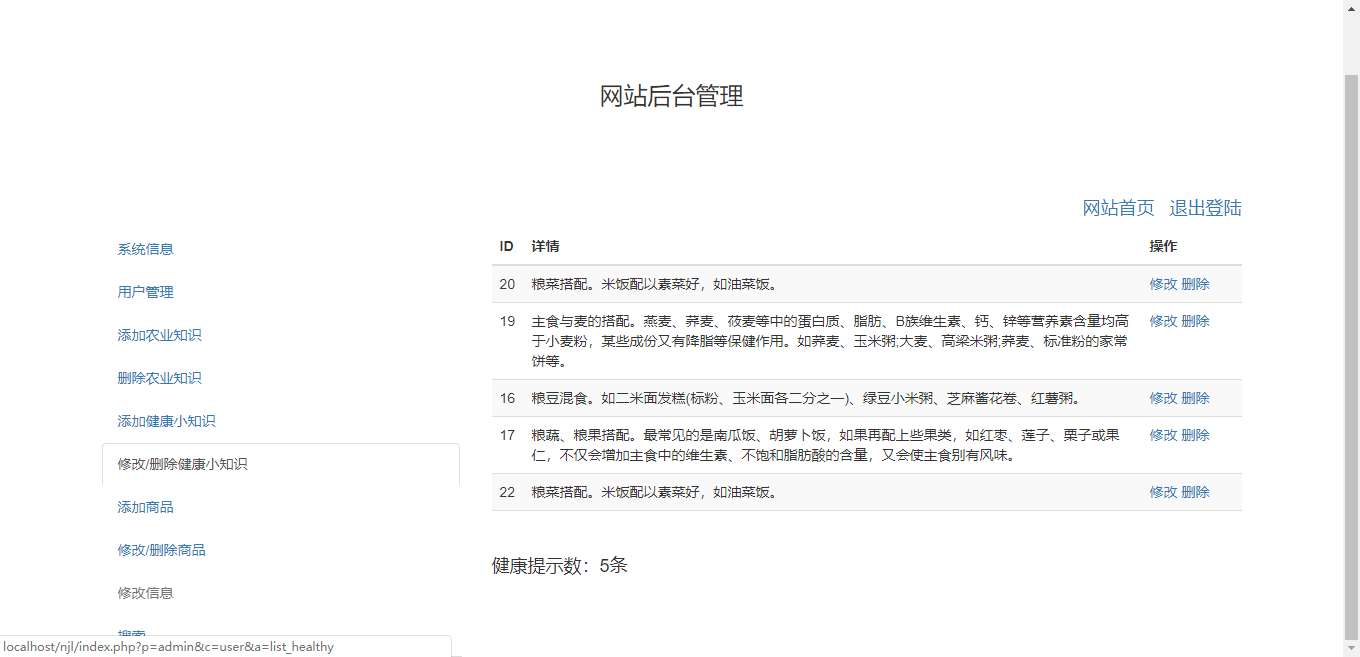 网站后台管理
网站首页 退出登陆
系统信息
用户管理
添加农业知识
删除农业知识
添加健康小知识
修改/删除健康小知识
添加商品
修改/删除商品
修改信息
搜索
ID 详情 操作
20 粮菜搭配。米饭配以素菜好，如油菜饭。 修改 删除
19 主食与麦的搭配。燕麦、荞麦、莜麦等中的蛋白质、脂肪、B族维生素、钙、锌等营养素含量均高 修改 删除
于小麦粉，某些成份又有降脂等保健作用。如荞麦、玉米粥;大麦、高梁米粥;荞麦、标准粉的家常
饼等。
16 粮豆混食。如二米面发糕(标粉、玉米面各二分之一)、绿豆小米粥、芝麻酱花卷、红薯粥。 修改 删除
17 粮蔬、粮果搭配。最常见的是南瓜饭、胡萝卜饭，如果再配上些果类，如红枣、莲子、栗子或果 修改 删除
仁，不仅会增加主食中的维生素、不饱和脂肪酸的含量，又会使主食别有风味。
22 粮菜搭配。米饭配以素菜好，如油菜饭。 修改 删除
健康提示数：5条
localhost/njl/index.php?p=admin&c=user&a=list_healthy